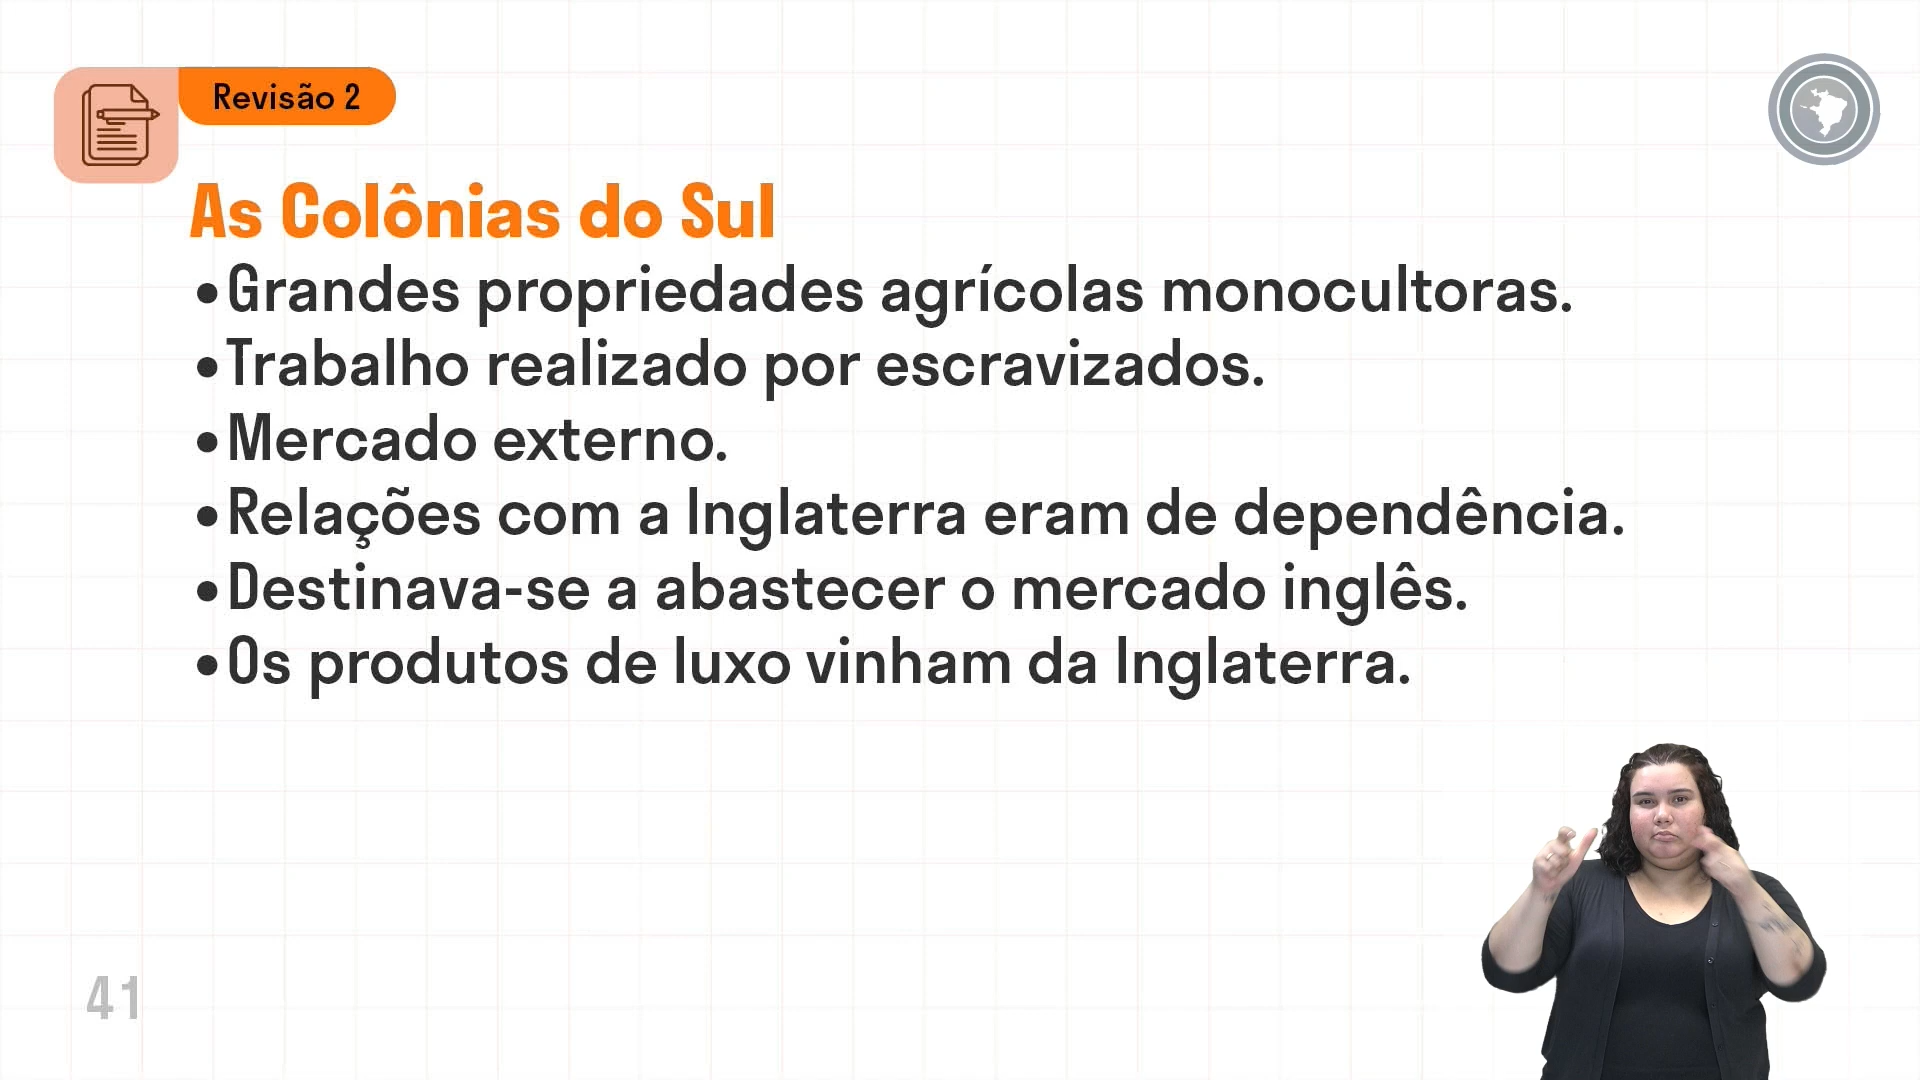 Revisão 2
As Colônias do Sul
•Grandes propriedades agrícolas monocultoras.
•Trabalho realizado por escravizados.
•Mercado externo.
•Relações com a Inglaterra eram de dependência.
•Destinava-se a abastecer o mercado inglês.
•Os produtos de luxo vinham da Inglaterra.
41